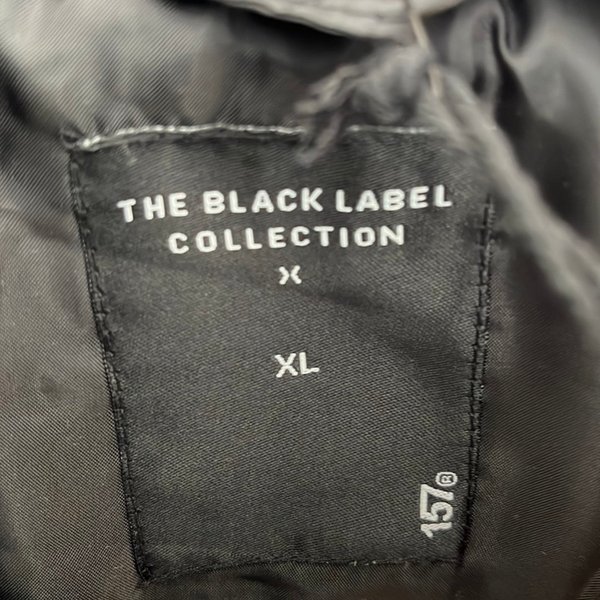 THE BLACK LABEL
COLLECTION
X
XL
157®